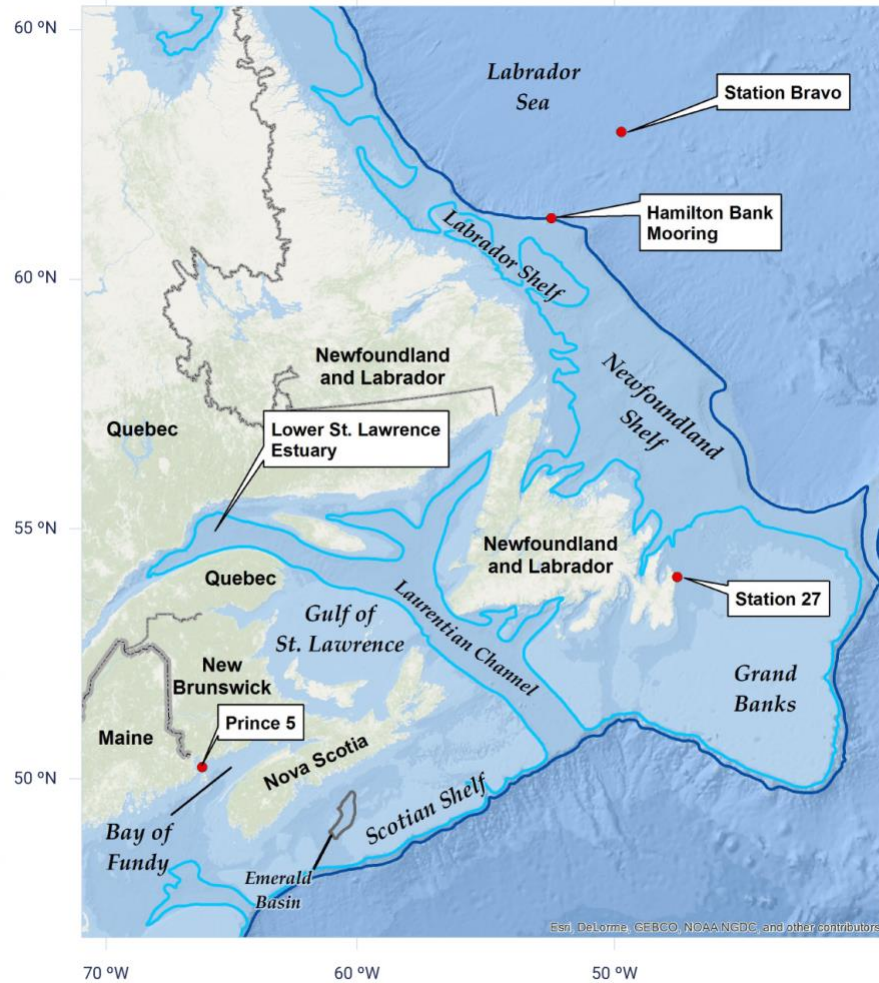 60 ºN
Labrador
Sea
Station Bravo
Hamilton Bank
Mooring
Labrador Shelf
60 ºN
Newfoundland
Shelf
Newfoundland
and Labrador
Quebec
Lower St. Lawrence
Estuary
55 ºN
Newfoundland
and Labrador
Quebec
Station 27
Laurentian Channel
Gulf of
St. Lawrence
New
Brunswick
Grand
Banks
Maine
Prince 5
Nova Scotia
50 ºN
Scotian Shelf
Bay of
Fundy
Emerald
Basin
Esri, DeLorme, GEBCO, NOAA NGDC, and other contributors
70 ºW
60 ºW
50 ºW